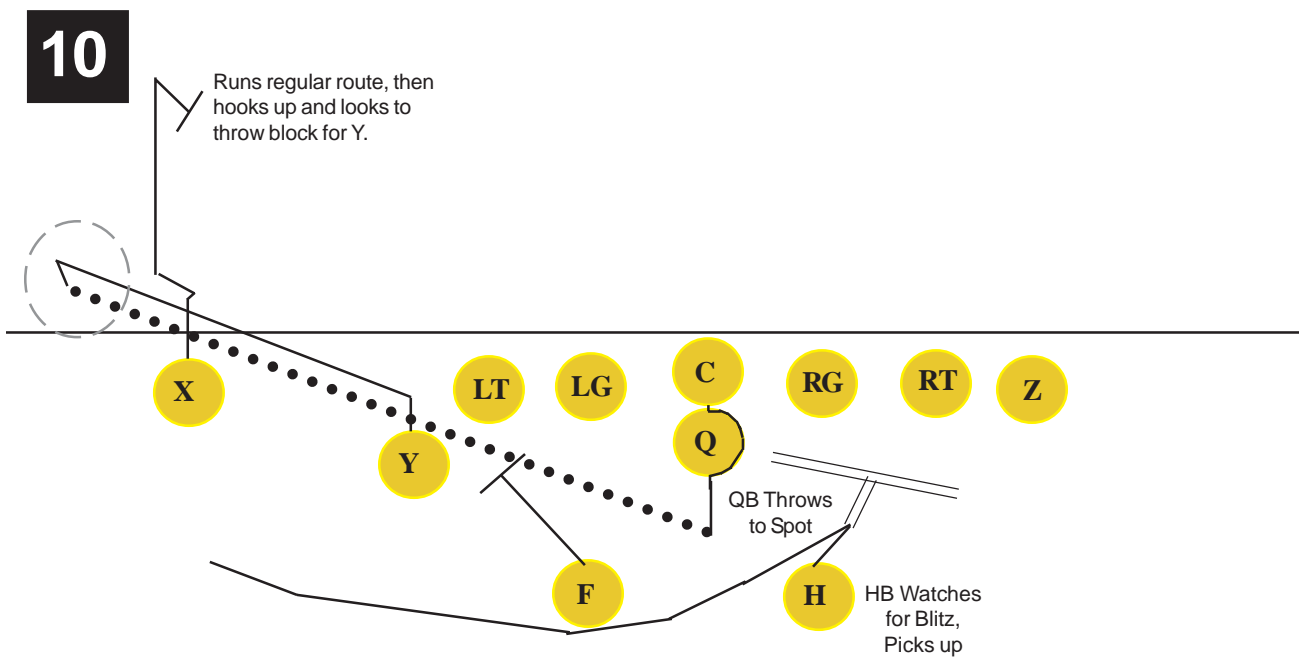 10
Runs regular route, then
hooks up and looks to
throw block for Y.
X
LT
LG
C
RG
RT
Z
Y
Q
QB Throws
to Spot
F
H
HB Watches
for Blitz,
Picks up